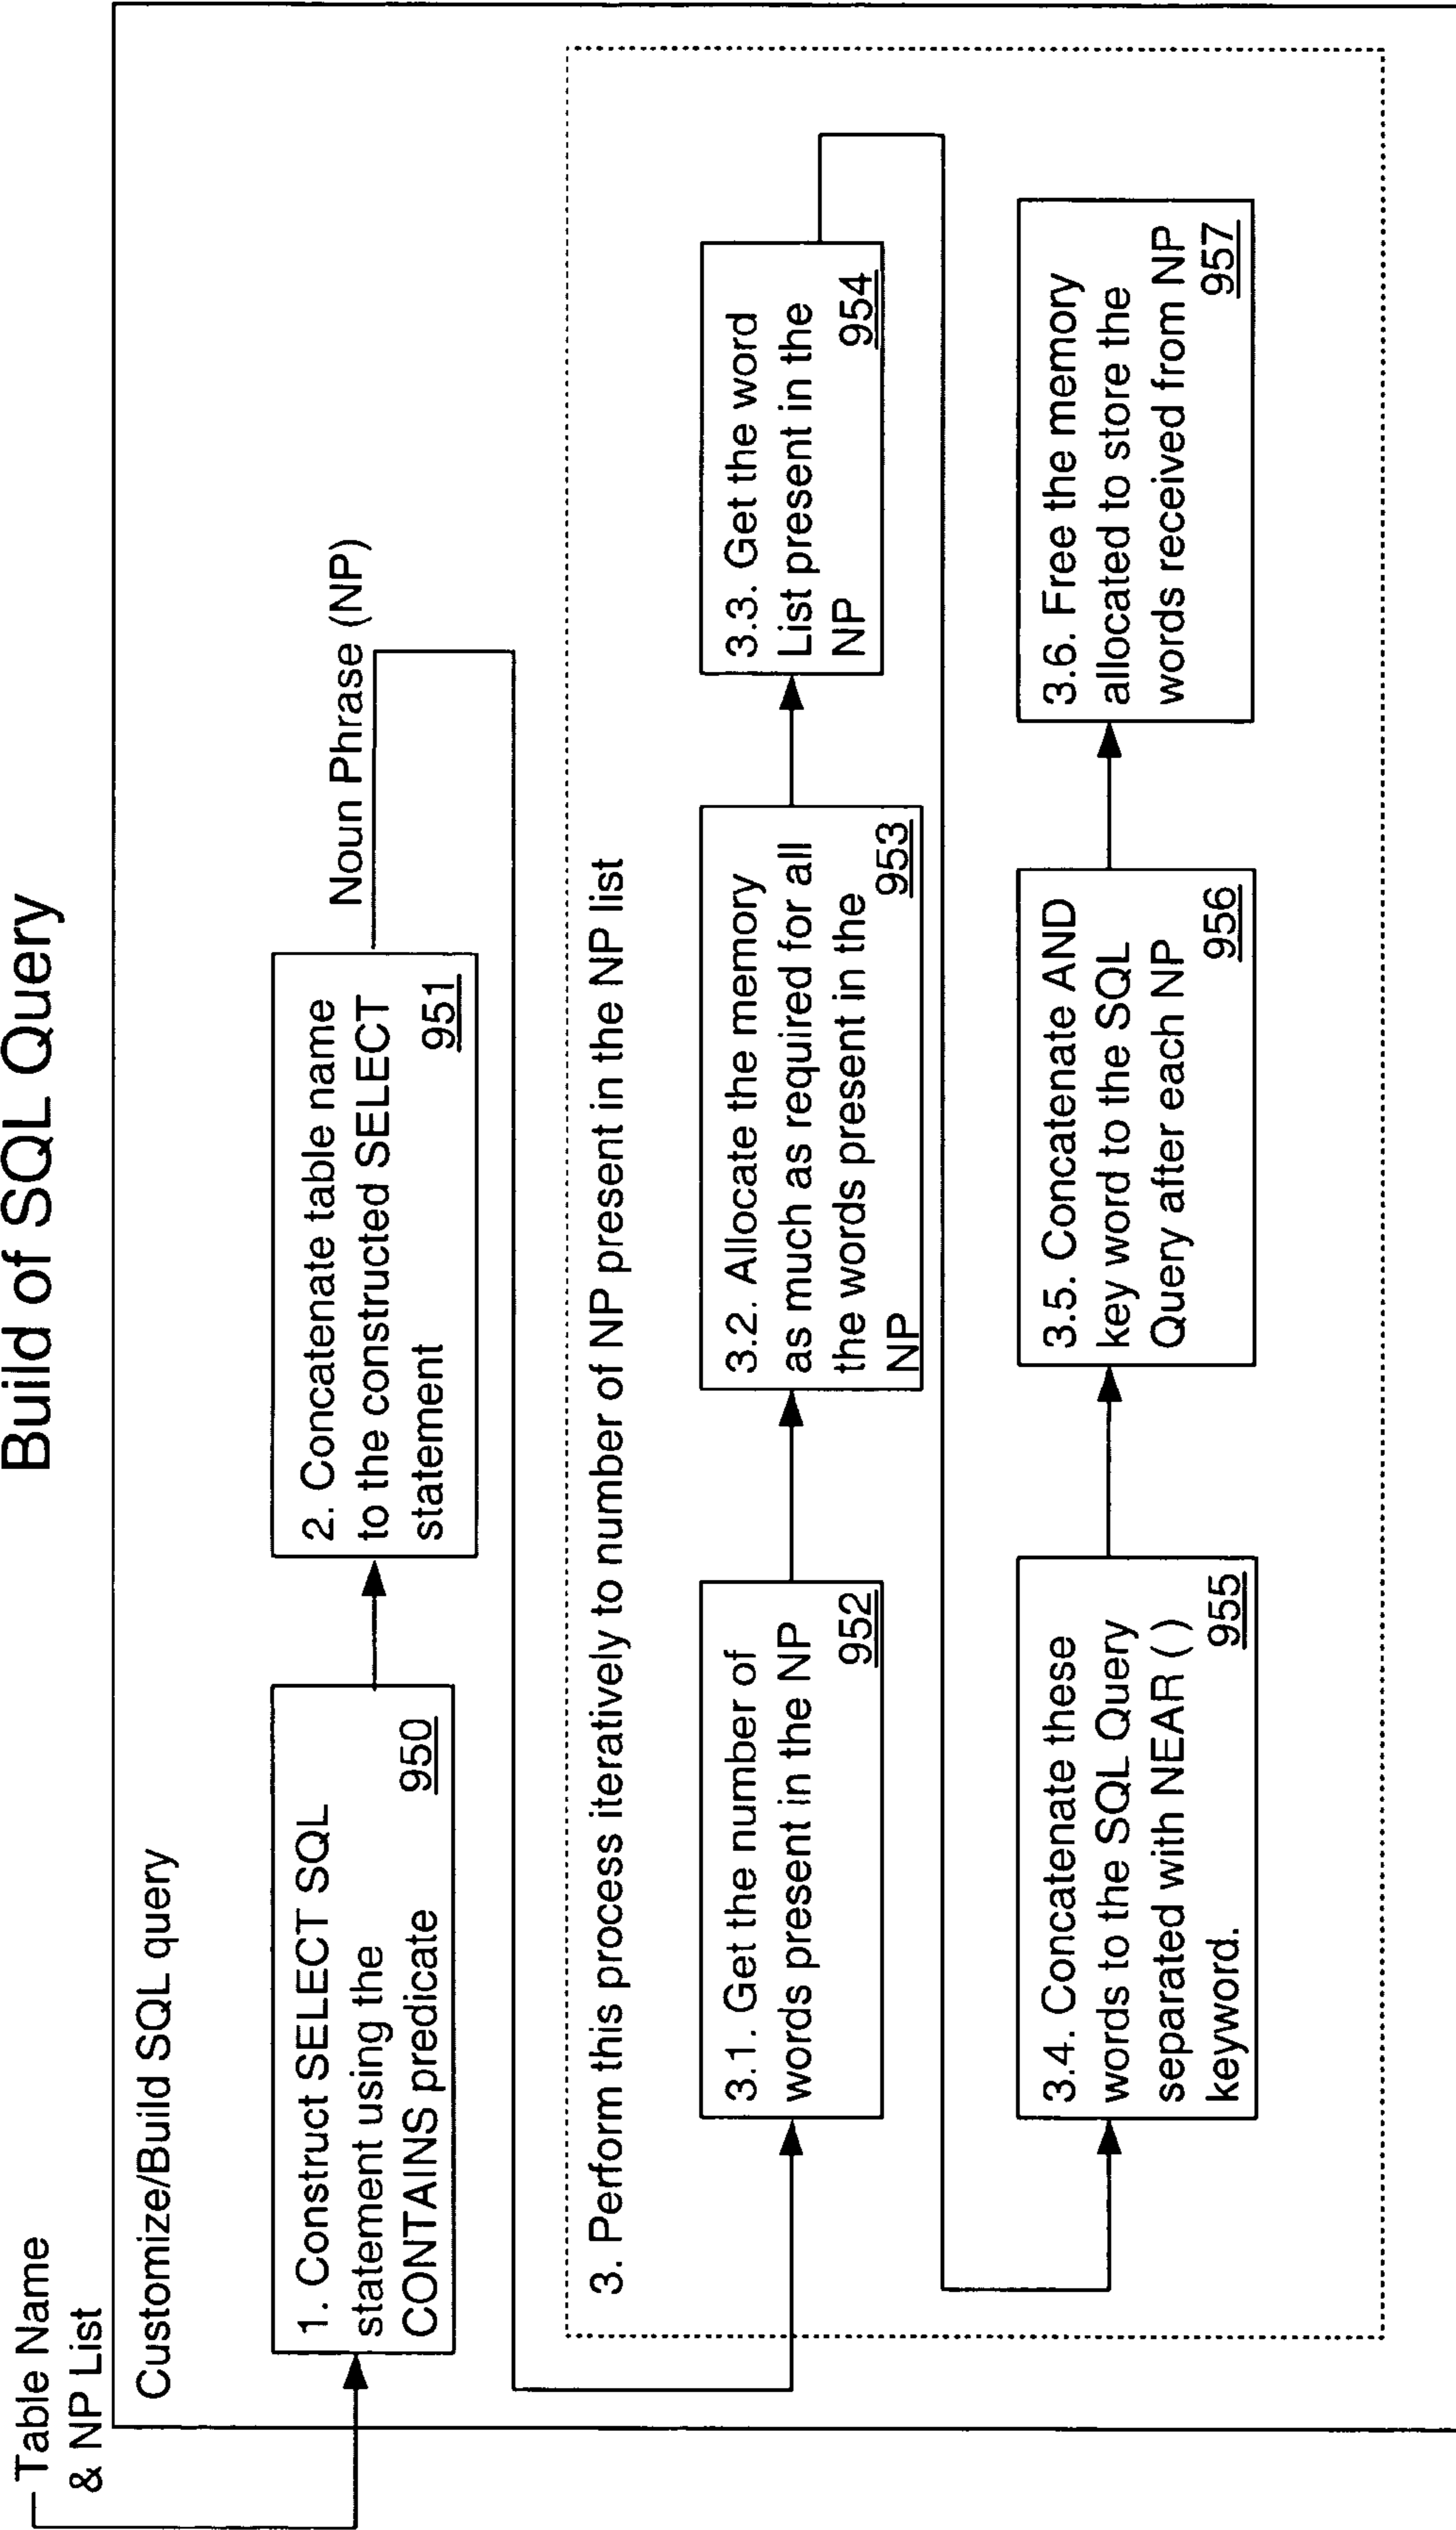 Build of SQL Query
Table Name
& NP List
Customize/Build SQL query
1. Construct SELECT SQL
statement using the
CONTAINS predicate
950
2. Concatenate table name
to the constructed SELECT
statement
951
Noun Phrase (NP)
3. Perform this process iteratively to number of NP present in the NP list
3.1. Get the number of
words present in the NP
952
3.2. Allocate the memory
as much as required for all
the words present in the
NP
953
3.3. Get the word
List present in the
NP
954
3.4. Concatenate these
words to the SQL Query
separated with NEAR ( )
keyword.
955
3.5. Concatenate AND
key word to the SQL
Query after each NP
956
3.6. Free the memory
allocated to store the
words received from NP
957